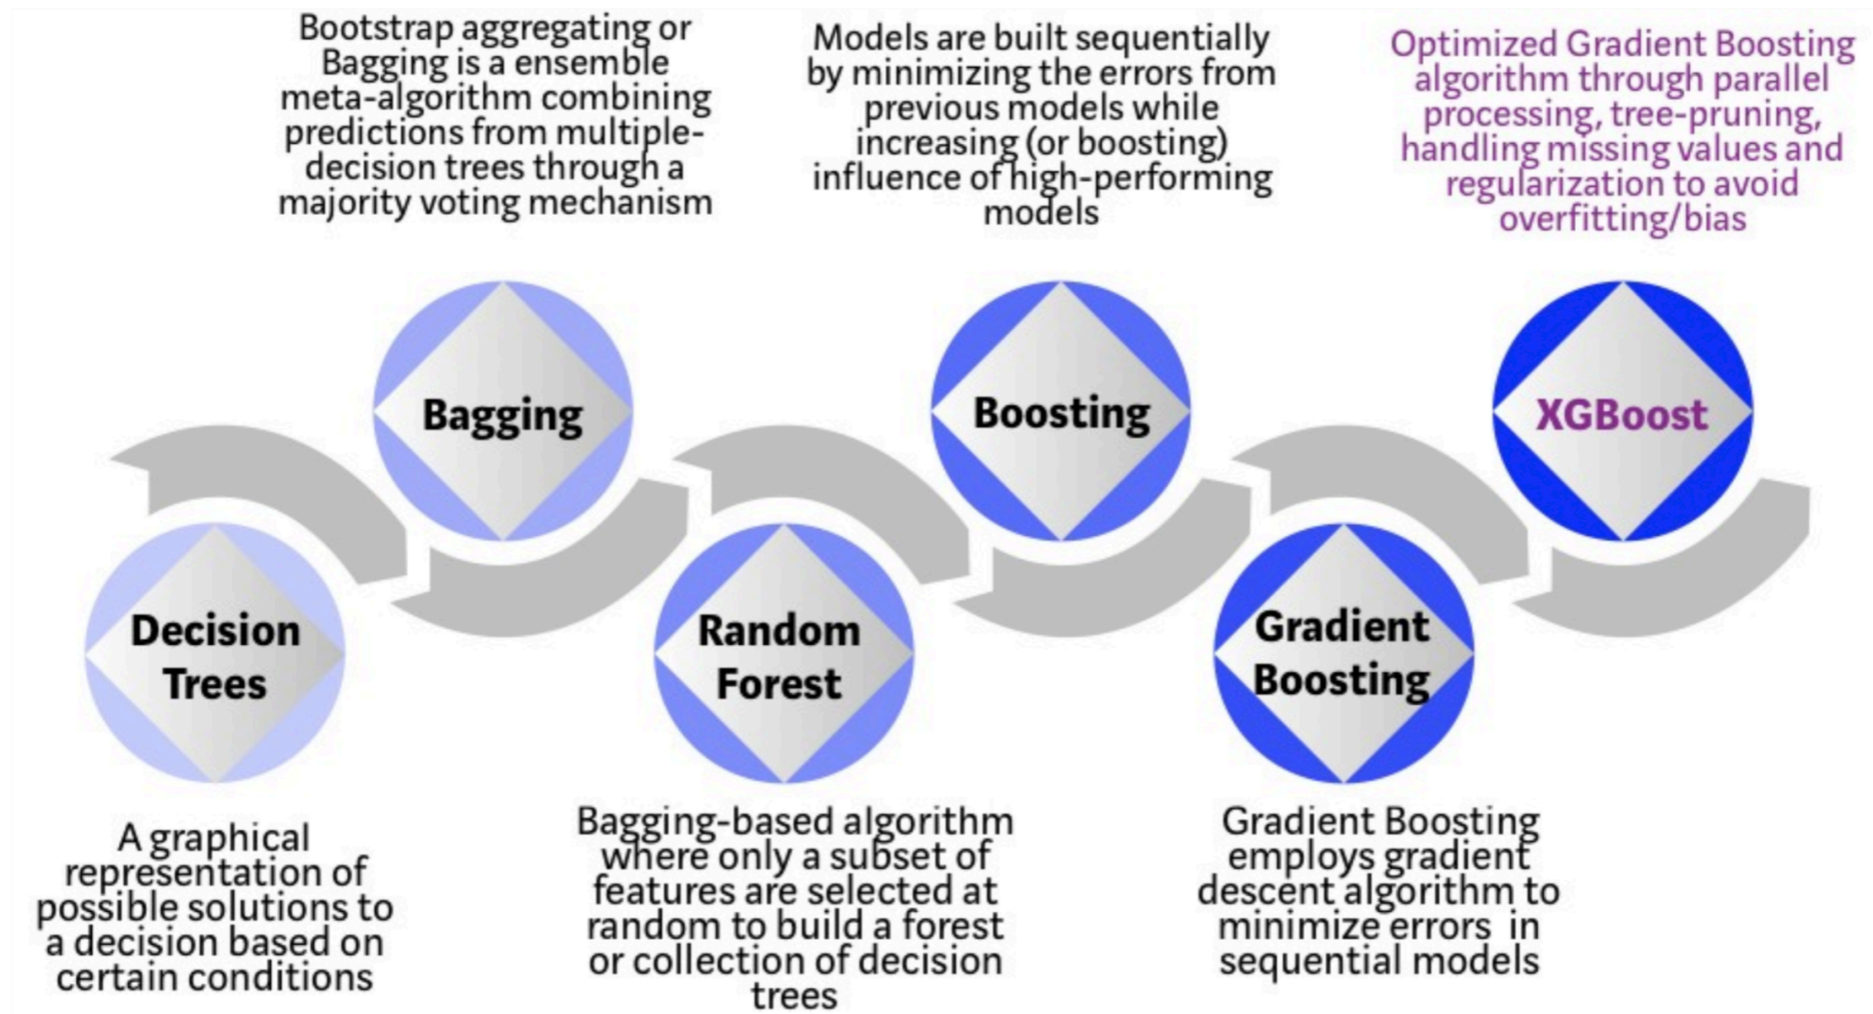 Bootstrap aggregating or
Bagging is a ensemble
meta-algorithm combining
predictions from multiple-
decision trees through a
majority voting mechanism
Models are built sequentially
by minimizing the errors from
previous models while
increasing (or boosting)
influence of high-performing
models
Optimized Gradient Boosting
algorithm through parallel
processing, tree-pruning,
handling missing values and
regularization to avoid
overfitting/bias
Bagging
Boosting
XGBoost
Decision
Trees
Random
Forest
Gradient
Boosting
A graphical
representation of
possible solutions to
a decision based on
certain conditions
Bagging-based algorithm
where only a subset of
features are selected at
random to build a forest
or collection of decision
trees
Gradient Boosting
employs gradient
descent algorithm to
minimize errors in
sequential models